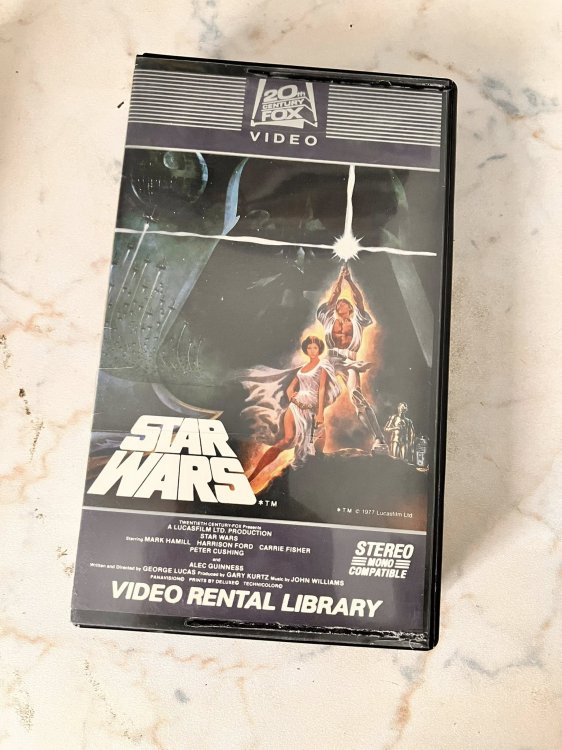 20th
CENTURY
FOX
VIDEO
STAR
WARS
*TM
*TM © 1977 Lucasfilm Ltd.
TWENTIETH CENTURY-FOX Presents
A LUCASFILM LTD. PRODUCTION
STAR WARS
Starring MARK HAMILL HARRISON FORD CARRIE FISHER
PETER CUSHING
and
ALEC GUINNESS
Written and Directed by GEORGE LUCAS Produced by GARY KURTZ Music by JOHN WILLIAMS
PANAVISION® PRINTS BY DELUXE® TECHNICOLOR®
STEREO
MONO
COMPATIBLE
VIDEO RENTAL LIBRARY